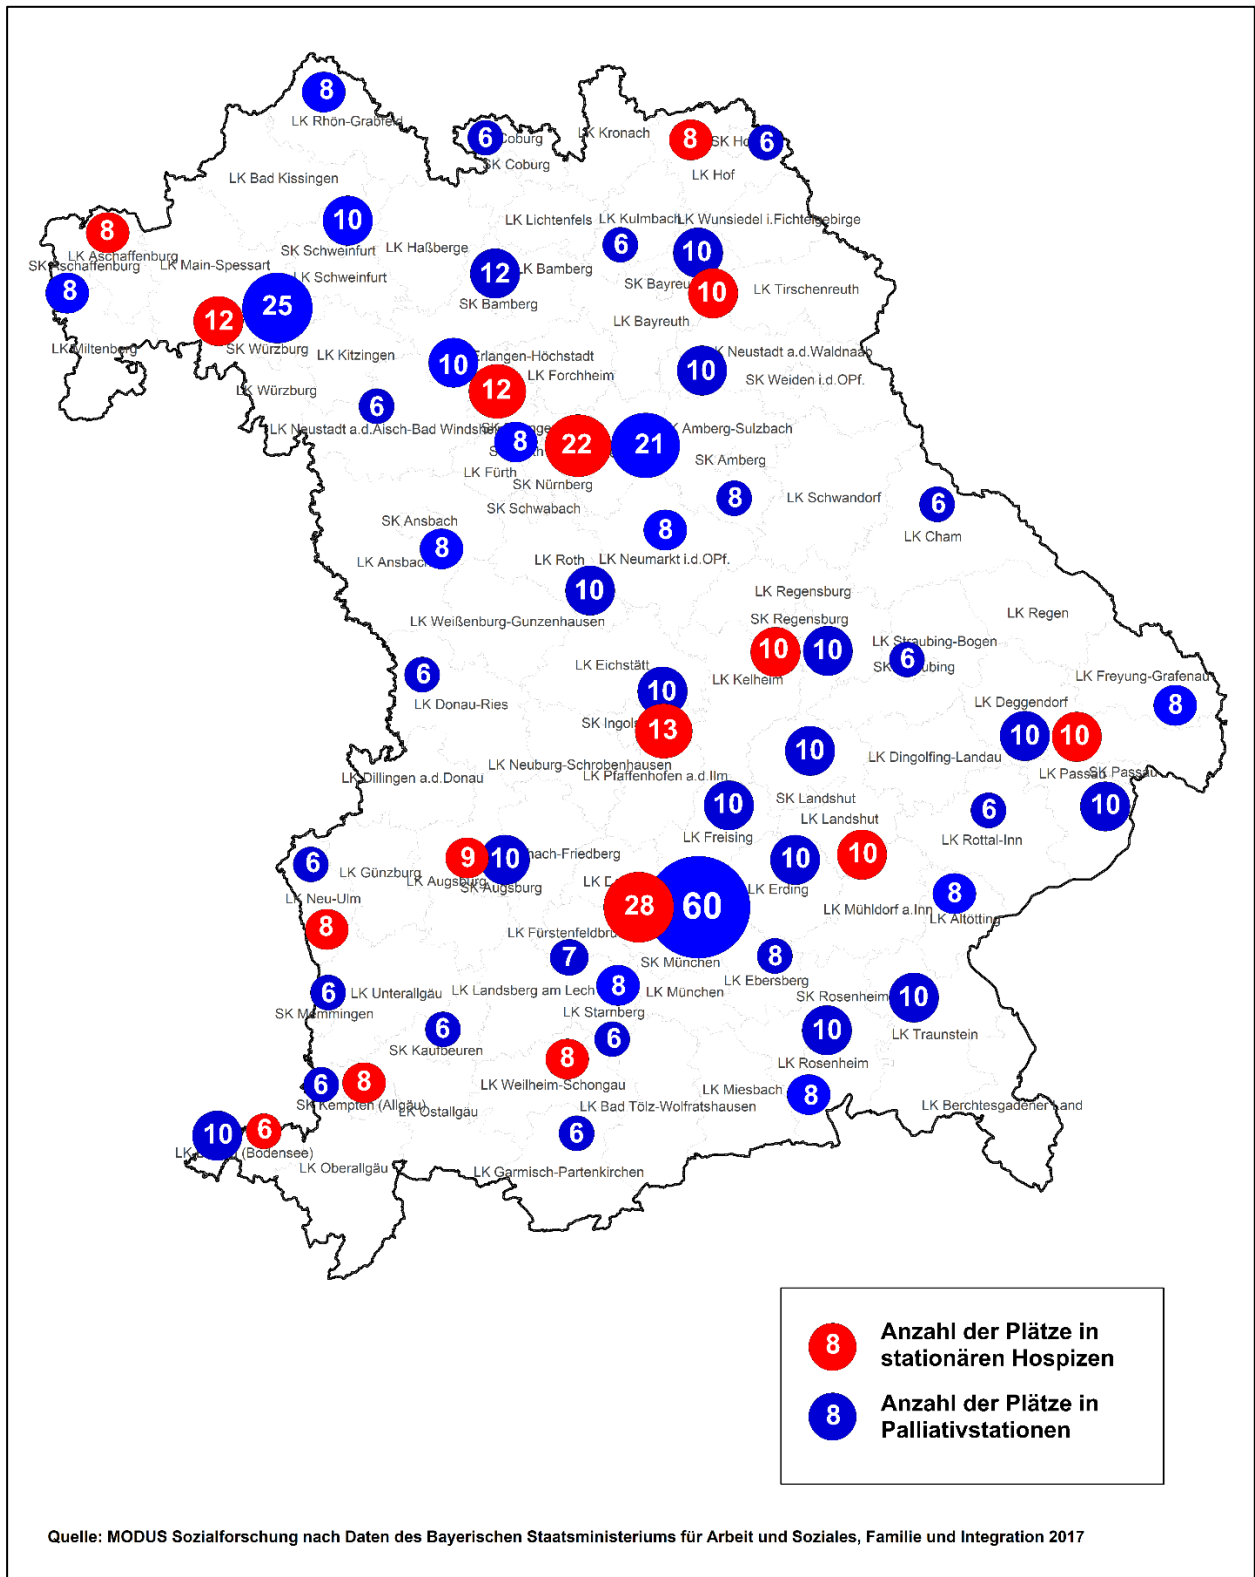 8
LK Rhön-Grabfeld
6
Coburg
SK Coburg
LK Kronach
8
SK Ho
6
LK Hof
LK Bad Kissingen
10
SK Schweinfurt
LK Haßberge
LK Lichtenfels
LK Kulmbach
6
LK Wunsiedel i.Fichtelgebirge
10
8
LK Aschaffenburg
SK Aschaffenburg
8
LK Main-Spessart
LK Schweinfurt
12
LK Bamberg
SK Bamberg
SK Bayreu
10
LK Tirschenreuth
LK Bayreuth
25
12
SK Würzburg
LK Miltenberg
LK Kitzingen
LK Würzburg
10
Erlangen-Höchstadt
LK Forchheim
12
6
LK Neustadt a.d.Aisch-Bad Windshe
LK Neustadt a.d.Waldnaab
10
SK Weiden i.d.OPf.
8
22
21
Amberg-Sulzbach
LK Fürth
SK Nürnberg
SK Schwabach
SK Amberg
8
LK Schwandorf
6
LK Cham
SK Ansbach
8
LK Ansbach
8
LK Roth
LK Neumarkt i.d.OPf.
10
LK Weißenburg-Gunzenhausen
LK Regensburg
SK Regensburg
10
10
LK Kelheim
LK Regen
LK Straubing-Bogen
6
6
LK Donau-Ries
LK Eichstätt
10
SK Ingols
13
LK Freyung-Grafenau
8
LK Deggendorf
10
10
LK Dingolfing-Landau
LK Passau
SK Passau
10
LK Neuburg-Schrobenhausen
LK Dillingen a.d.Donau
LK Pfaffenhofen a.d.Ilm
10
SK Landshut
LK Landshut
10
LK Freising
6
LK Rottal-Inn
6
LK Günzburg
LK Neu-Ulm
8
9
10
nach-Friedberg
LK Augsburg
SK Augsburg
28
60
LK Fürstenfeldbru
SK München
10
LK Erding
10
LK Mühldorf a.Inn
8
LK Altötting
7
8
LK Ebersberg
6
LK Unterallgäu
SK Memmingen
LK Landsberg am Lech
8
LK München
LK Starnberg
6
SK Rosenheim
10
LK Traunstein
10
LK Rosenheim
6
SK Kaufbeuren
8
LK Weilheim-Schongau
6
8
SK Kempten (Allgäu)
LK Ostallgäu
LK Bad Tölz-Wolfratshausen
LK Miesbach
8
LK Berchtesgadener Land
10
6
(Bodensee)
LK Oberallgäu
6
LK Garmisch-Partenkirchen
8
Anzahl der Plätze in
stationären Hospizen
8
Anzahl der Plätze in
Palliativstationen
Quelle: MODUS Sozialforschung nach Daten des Bayerischen Staatsministeriums für Arbeit und Soziales, Familie und Integration 2017